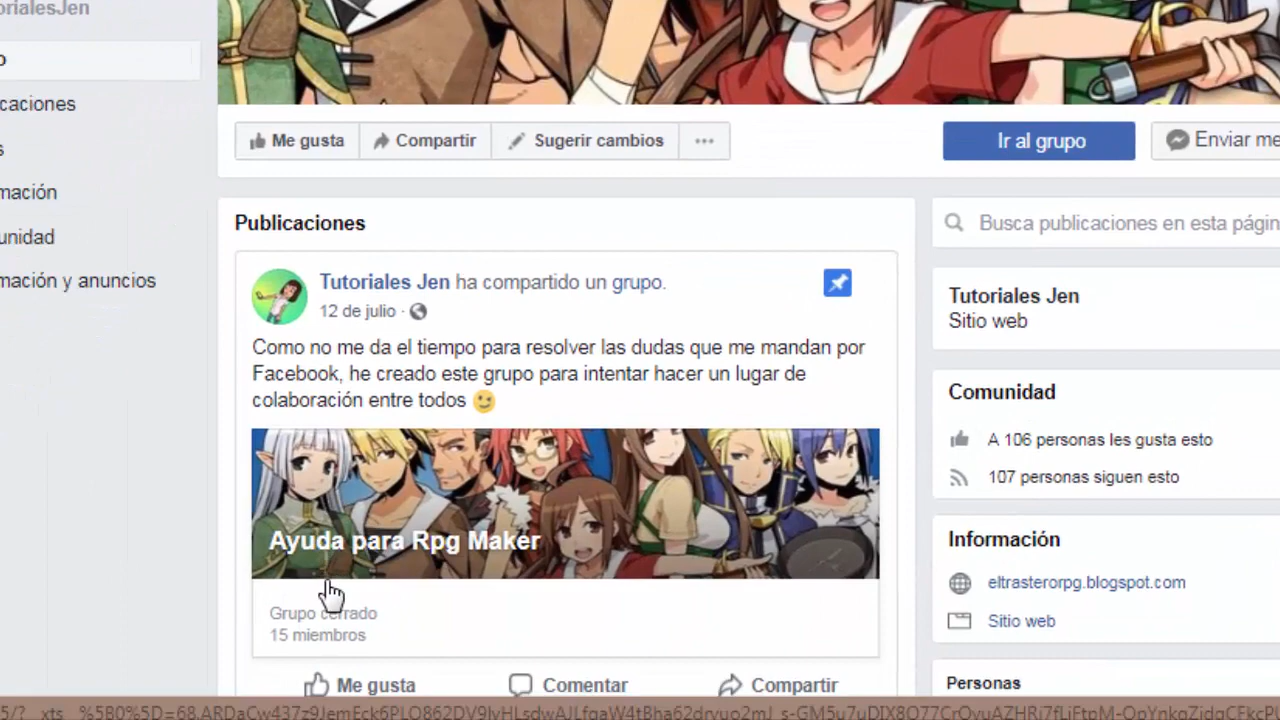 orialesJen
o
caciones
s
mación
unidad
mación y anuncios
Me gusta
Compartir
Sugerir cambios
Ir al grupo
Enviar me
Publicaciones
Tutoriales Jen ha compartido un grupo.
12 de julio ·
Como no me da el tiempo para resolver las dudas que me mandan por
Facebook, he creado este grupo para intentar hacer un lugar de
colaboración entre todos 😉
Ayuda para Rpg Maker
Grupo cerrado
15 miembros
Me gusta
Comentar
Compartir
Busca publicaciones en esta págin
Tutoriales Jen
Sitio web
Comunidad
A 106 personas les gusta esto
107 personas siguen esto
Información
eltrasterorpg.blogspot.com
Sitio web
Personas